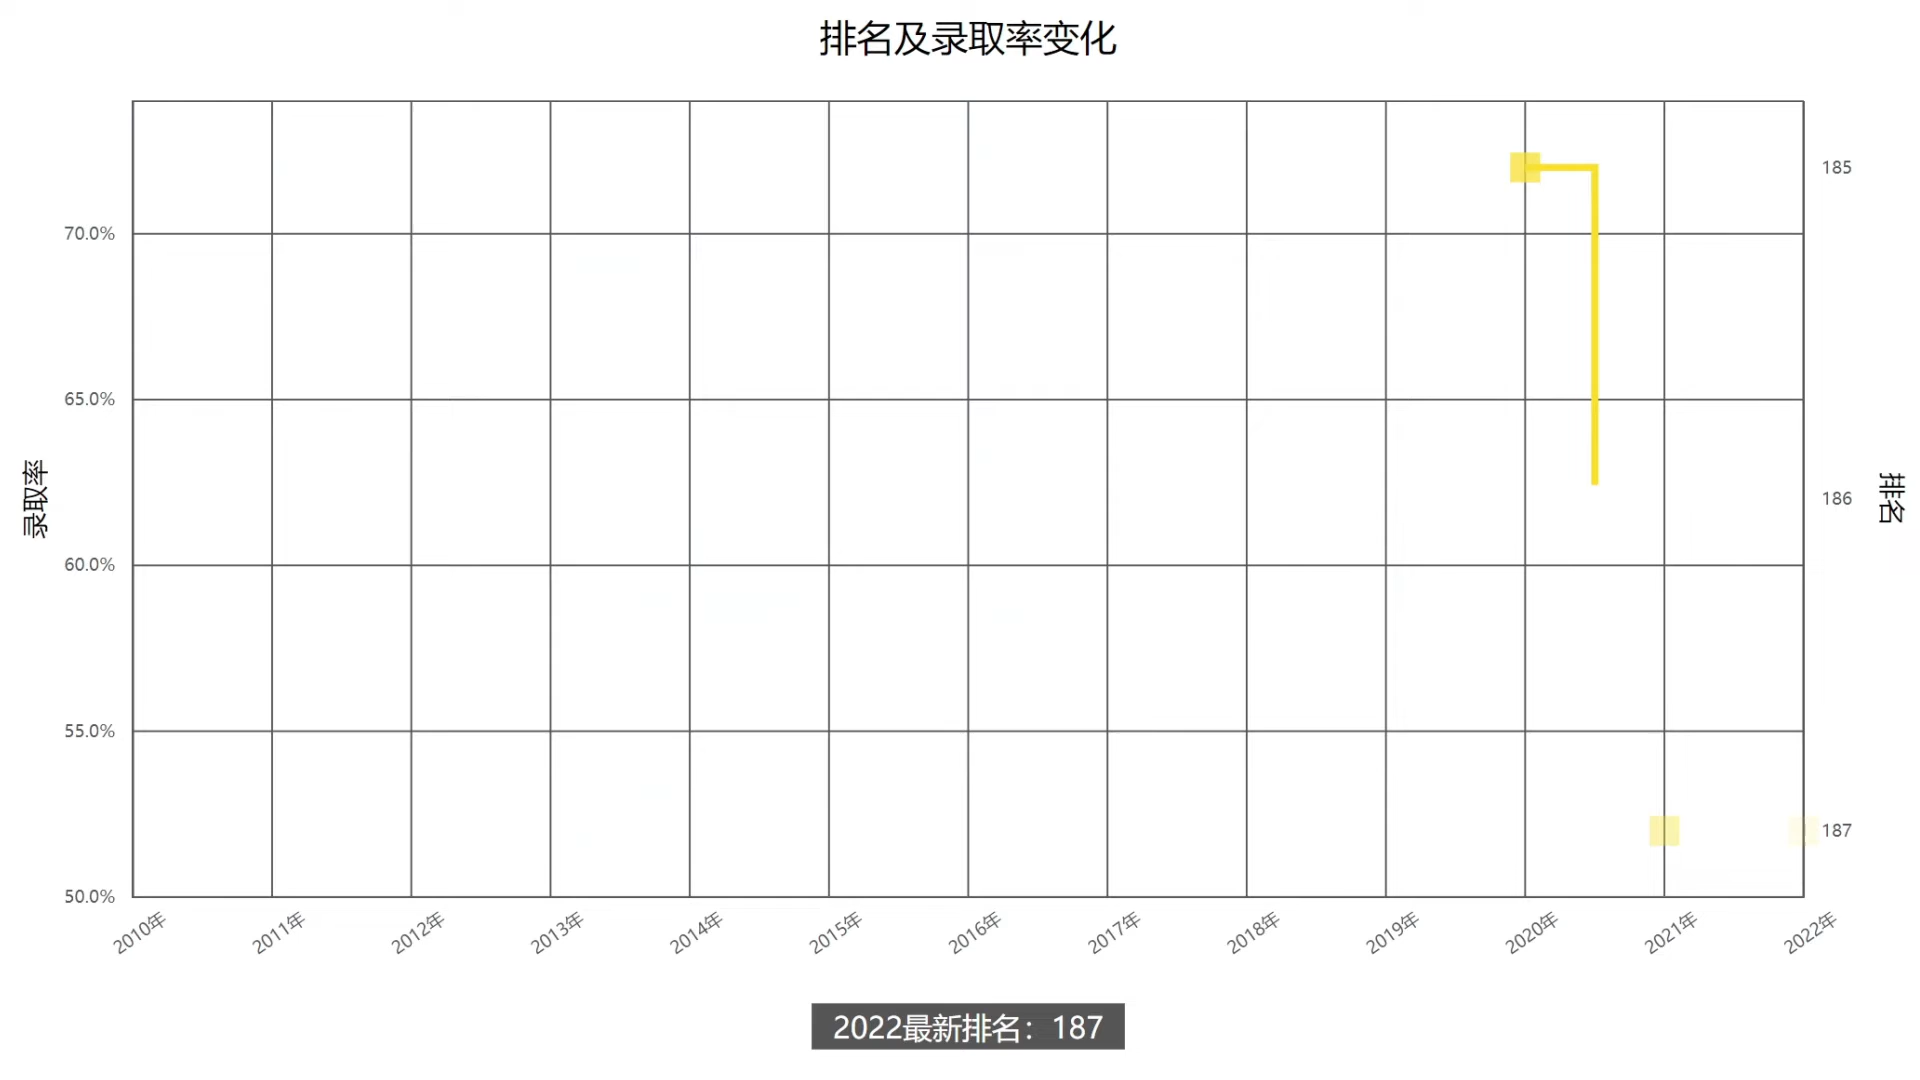 排名及录取率变化
70.0%
65.0%
60.0%
55.0%
50.0%
录取率
185
186
187
排名
2010年
2011年
2012年
2013年
2014年
2015年
2016年
2017年
2018年
2019年
2020年
2021年
2022年
2022最新排名：187